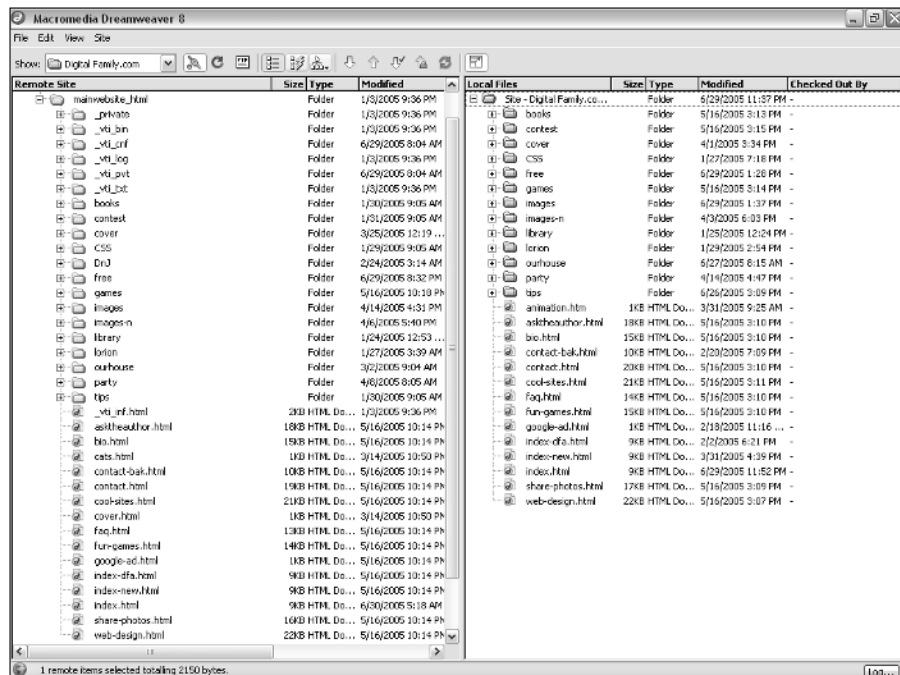 Macromedia Dreamweaver 8
File Edit View Site
Show: Digital Family.com
Remote Site Size Type Modified
mainwebsite_html Folder 1/3/2005 9:36 PM
_private Folder 1/3/2005 9:36 PM
_vti_bin Folder 1/3/2005 9:36 PM
_vti_cnf Folder 6/29/2005 8:04 AM
_vti_log Folder 1/3/2005 9:36 PM
_vti_pvt Folder 6/29/2005 8:04 AM
_vti_txt Folder 1/3/2005 9:36 PM
books Folder 1/30/2005 9:05 AM
contest Folder 1/31/2005 9:05 AM
cover Folder 3/25/2005 12:19 ...
CSS Folder 1/29/2005 9:05 AM
DnJ Folder 2/24/2005 3:14 AM
free Folder 6/29/2005 8:32 PM
games Folder 5/16/2005 10:18 PM
images Folder 4/14/2005 4:31 PM
images-n Folder 4/6/2005 5:40 PM
library Folder 1/24/2005 12:53 ...
lorion Folder 1/27/2005 3:39 AM
ourhouse Folder 3/2/2005 9:04 AM
party Folder 4/8/2005 8:05 AM
tips Folder 1/30/2005 9:05 AM
_vti_inf.html 2KB HTML Do... 1/3/2005 9:36 PM
asktheauthor.html 18KB HTML Do... 5/16/2005 10:14 PM
bio.html 15KB HTML Do... 5/16/2005 10:14 PM
cats.html 1KB HTML Do... 3/14/2005 10:50 PM
contact-bak.html 10KB HTML Do... 5/16/2005 10:14 PM
contact.html 19KB HTML Do... 5/16/2005 10:14 PM
cool-sites.html 21KB HTML Do... 5/16/2005 10:14 PM
cover.html 1KB HTML Do... 3/14/2005 10:50 PM
faq.html 13KB HTML Do... 5/16/2005 10:14 PM
fun-games.html 14KB HTML Do... 5/16/2005 10:14 PM
google-ad.html 1KB HTML Do... 5/16/2005 10:14 PM
index-dfa.html 9KB HTML Do... 5/16/2005 10:14 PM
index-new.html 9KB HTML Do... 5/16/2005 10:14 PM
index.html 9KB HTML Do... 6/30/2005 5:18 AM
share-photos.html 16KB HTML Do... 5/16/2005 10:14 PM
web-design.html 22KB HTML Do... 5/16/2005 10:14 PM
Local Files Size Type Modified Checked Out By
Site - Digital Family.co... Folder 6/29/2005 11:37 PM -
books Folder 5/16/2005 3:13 PM -
contest Folder 5/16/2005 3:15 PM -
cover Folder 4/1/2005 3:34 PM -
CSS Folder 1/27/2005 7:18 PM -
free Folder 6/29/2005 1:28 PM -
games Folder 5/16/2005 3:14 PM -
images Folder 6/29/2005 1:37 PM -
images-n Folder 4/3/2005 6:03 PM -
library Folder 1/25/2005 12:24 PM -
lorion Folder 1/29/2005 2:54 PM -
ourhouse Folder 6/27/2005 8:15 AM -
party Folder 4/14/2005 4:47 PM -
tips Folder 6/26/2005 3:09 PM -
animation.htm 1KB HTML Do... 3/31/2005 9:25 AM -
asktheauthor.html 18KB HTML Do... 5/16/2005 3:10 PM -
bio.html 15KB HTML Do... 5/16/2005 3:10 PM -
contact-bak.html 10KB HTML Do... 2/20/2005 7:09 PM -
contact.html 20KB HTML Do... 5/16/2005 3:10 PM -
cool-sites.html 21KB HTML Do... 5/16/2005 3:11 PM -
faq.html 14KB HTML Do... 5/16/2005 3:10 PM -
fun-games.html 15KB HTML Do... 5/16/2005 3:10 PM -
google-ad.html 1KB HTML Do... 2/18/2005 11:16 ... -
index-dfa.html 9KB HTML Do... 2/2/2005 6:21 PM -
index-new.html 9KB HTML Do... 3/31/2005 4:39 PM -
index.html 9KB HTML Do... 6/29/2005 11:52 PM -
share-photos.html 17KB HTML Do... 5/16/2005 3:09 PM -
web-design.html 22KB HTML Do... 5/16/2005 3:07 PM -
1 remote items selected totalling 2150 bytes.
Log...